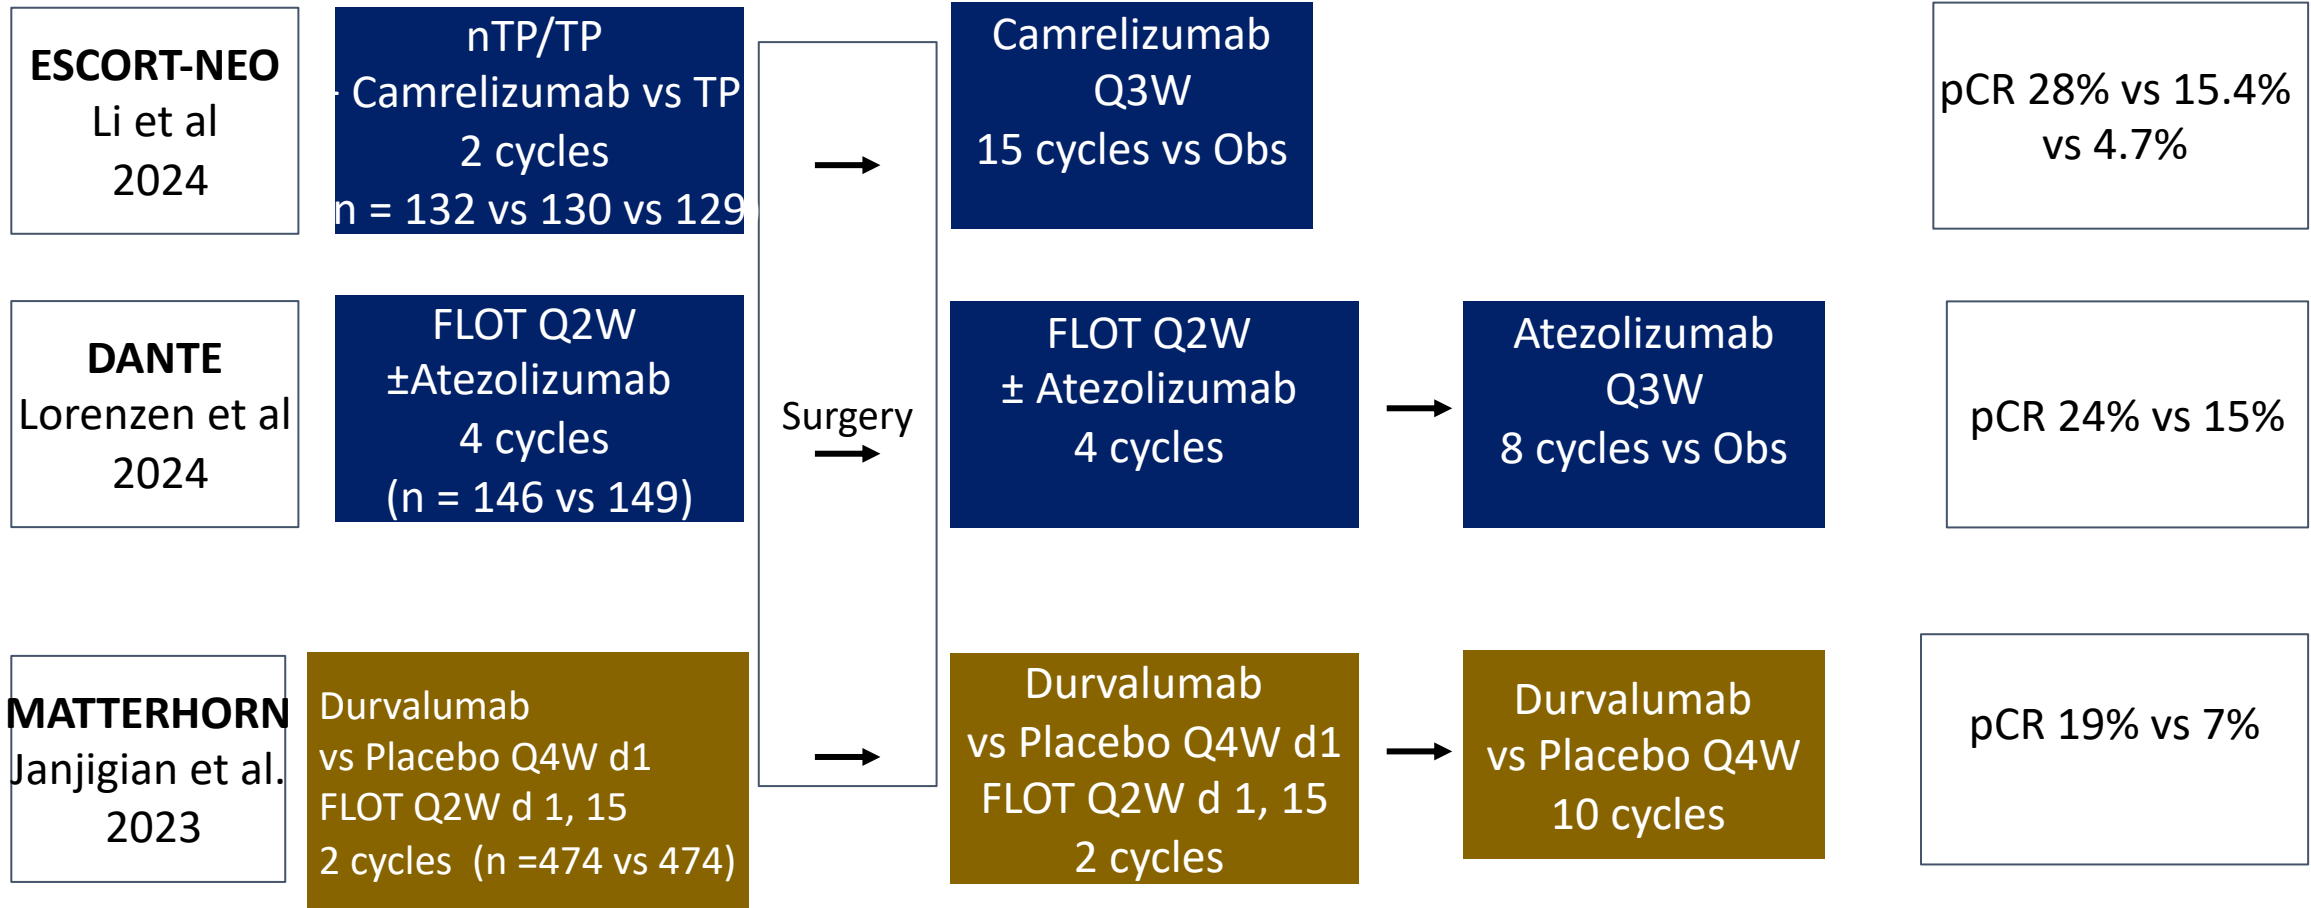 ESCORT-NEO
Li et al
2024
nTP/TP
Camrelizumab vs TP
2 cycles
n = 132 vs 130 vs 129
Camrelizumab
Q3W
15 cycles vs Obs
pCR 28% vs 15.4%
vs 4.7%
DANTE
Lorenzen et al
2024
FLOT Q2W
±Atezolizumab
4 cycles
(n = 146 vs 149)
Surgery
FLOT Q2W
± Atezolizumab
4 cycles
Atezolizumab
Q3W
8 cycles vs Obs
pCR 24% vs 15%
MATTERHORN
Janjigian et al.
2023
Durvalumab
vs Placebo Q4W d1
FLOT Q2W d 1, 15
2 cycles (n =474 vs 474)
Durvalumab
vs Placebo Q4W d1
FLOT Q2W d 1, 15
2 cycles
Durvalumab
vs Placebo Q4W
10 cycles
pCR 19% vs 7%